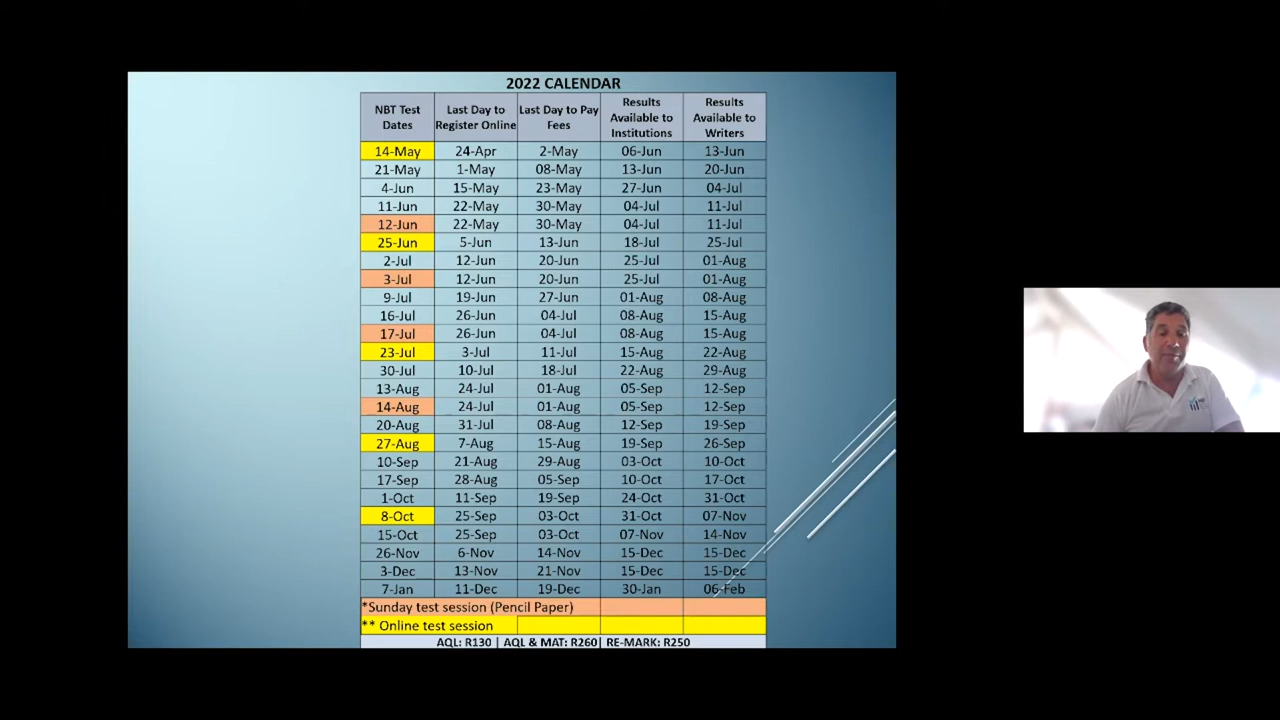 2022 CALENDAR
NBT Test Dates Last Day to Register Online Last Day to Pay Fees Results Available to Institutions Results Available to Writers
14-May 24-Apr 2-May 06-Jun 13-Jun
21-May 1-May 08-May 13-Jun 20-Jun
4-Jun 15-May 23-May 27-Jun 04-Jul
11-Jun 22-May 30-May 04-Jul 11-Jul
12-Jun 22-May 30-May 04-Jul 11-Jul
25-Jun 5-Jun 13-Jun 18-Jul 25-Jul
2-Jul 12-Jun 20-Jun 25-Jul 01-Aug
3-Jul 12-Jun 20-Jun 25-Jul 01-Aug
9-Jul 19-Jun 27-Jun 01-Aug 08-Aug
16-Jul 26-Jun 04-Jul 08-Aug 15-Aug
17-Jul 26-Jun 04-Jul 08-Aug 15-Aug
23-Jul 3-Jul 11-Jul 15-Aug 22-Aug
30-Jul 10-Jul 18-Jul 22-Aug 29-Aug
13-Aug 24-Jul 01-Aug 05-Sep 12-Sep
14-Aug 24-Jul 01-Aug 05-Sep 12-Sep
20-Aug 31-Jul 08-Aug 12-Sep 19-Sep
27-Aug 7-Aug 15-Aug 19-Sep 26-Sep
10-Sep 21-Aug 29-Aug 03-Oct 10-Oct
17-Sep 28-Aug 05-Sep 10-Oct 17-Oct
1-Oct 11-Sep 19-Sep 24-Oct 31-Oct
8-Oct 25-Sep 03-Oct 31-Oct 07-Nov
15-Oct 25-Sep 03-Oct 07-Nov 14-Nov
26-Nov 6-Nov 14-Nov 15-Dec 15-Dec
3-Dec 13-Nov 21-Nov 15-Dec 15-Dec
7-Jan 11-Dec 19-Dec 30-Jan 06-Feb
*Sunday test session (Pencil Paper)
** Online test session
AQL: R130 | AQL & MAT: R260| RE-MARK: R250